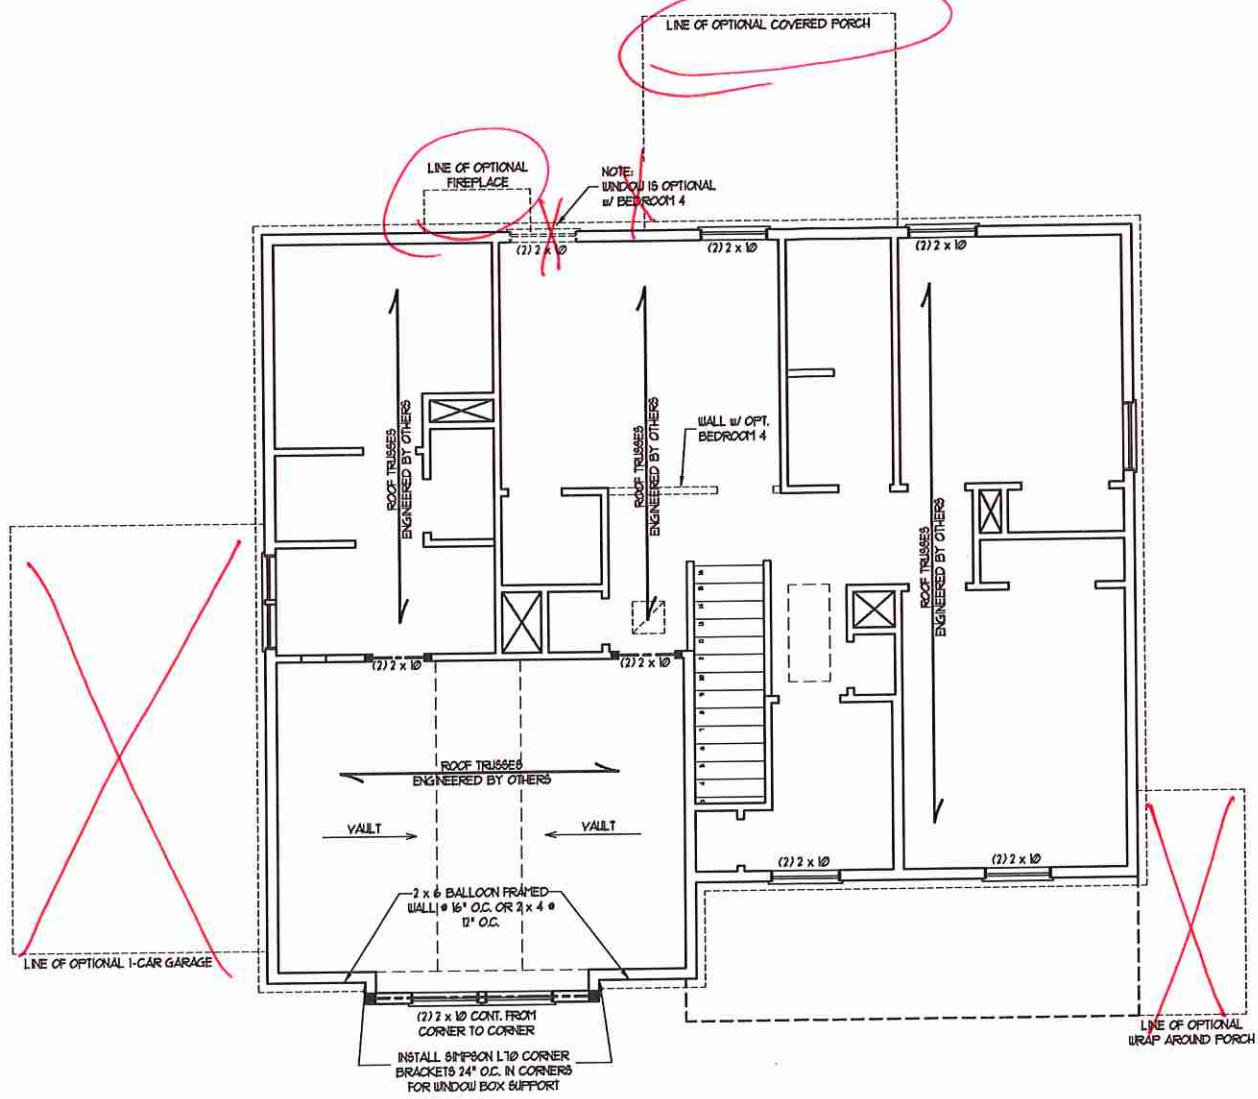 LINE OF OPTIONAL COVERED PORCH
LINE OF OPTIONAL
FIREPLACE
NOTE:
WINDOW IS OPTIONAL
w/ BEDROOM 4
(2) 2 x 10
(2) 2 x 10
(2) 2 x 10
ROOF TRUSSES
ENGINEERED BY OTHERS
ROOF TRUSSES
ENGINEERED BY OTHERS
WALL w/ OPT.
BEDROOM 4
ROOF TRUSSES
ENGINEERED BY OTHERS
(2) 2 x 10
(2) 2 x 10
ROOF TRUSSES
ENGINEERED BY OTHERS
VAULT
VAULT
(2) 2 x 10
(2) 2 x 10
2 x 6 BALLOON FRAMED
WALL @ 16" O.C. OR 2 x 4 @
12" O.C.
LINE OF OPTIONAL 1-CAR GARAGE
(2) 2 x 10 CONT. FROM
CORNER TO CORNER
INSTALL SIMPSON L70 CORNER
BRACKETS 24" O.C. IN CORNERS
FOR WINDOW BOX SUPPORT
LINE OF OPTIONAL
WRAP AROUND PORCH